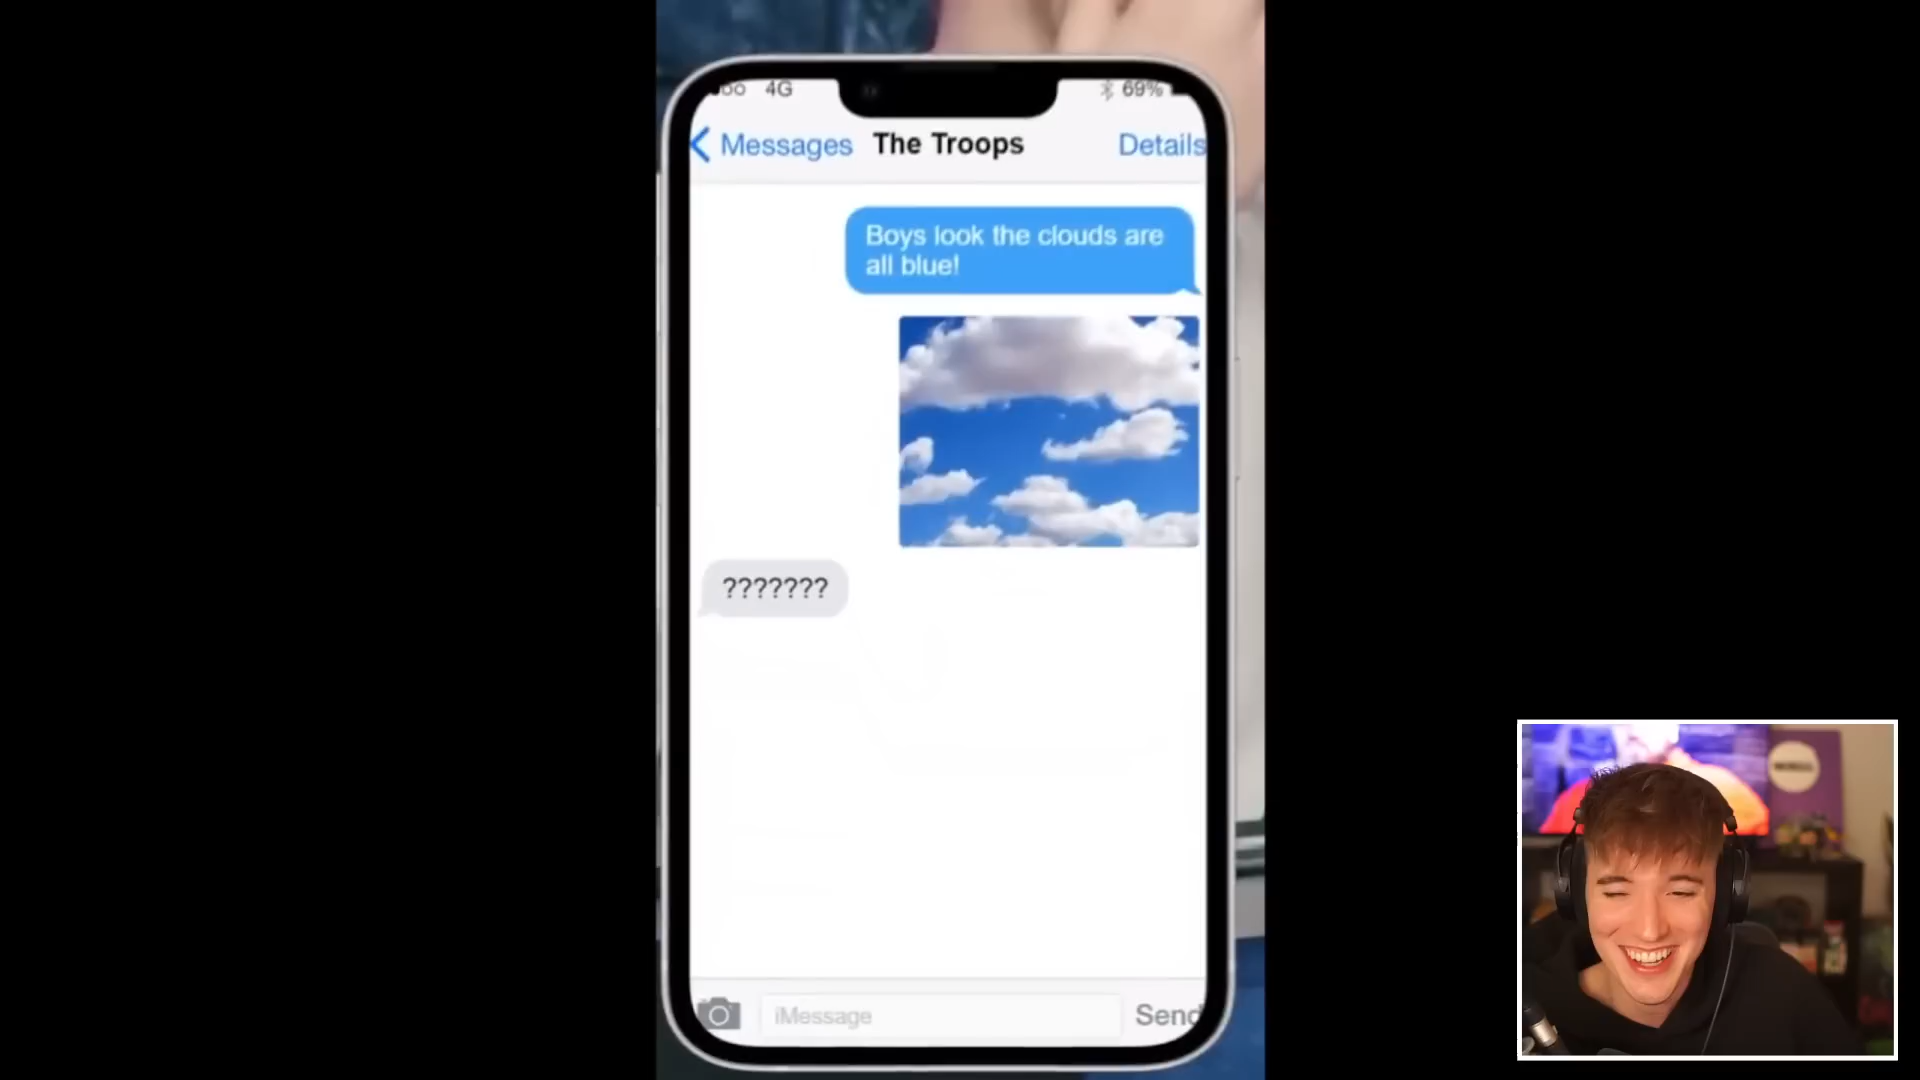 4G
69%
Messages
The Troops
Details
Boys look the clouds are
all blue!
???????
iMessage
Send